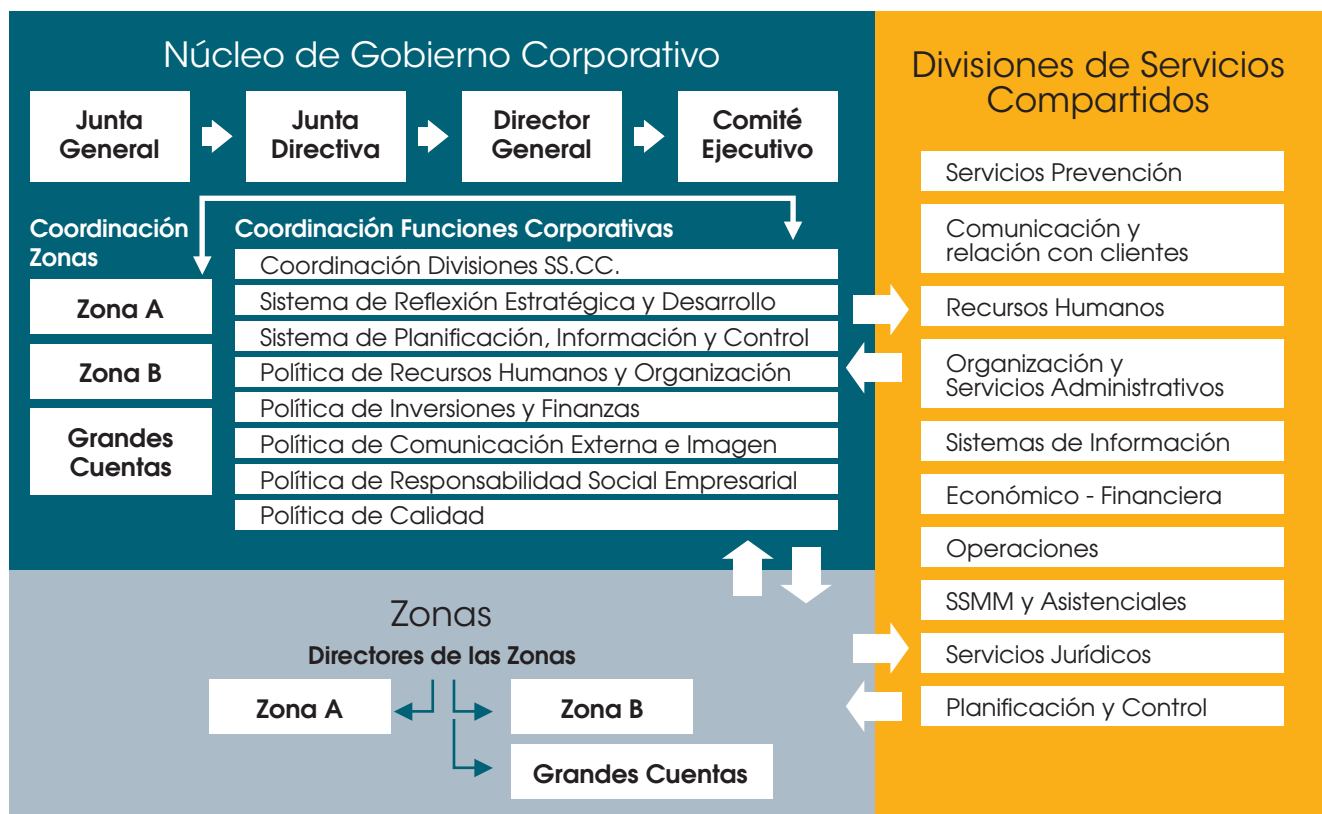 Núcleo de Gobierno Corporativo
Junta
General
Junta
Directiva
Director
General
Comité
Ejecutivo
Coordinación
Zonas
Zona A
Zona B
Grandes
Cuentas
Coordinación Funciones Corporativas
Coordinación Divisiones SS.CC.
Sistema de Reflexión Estratégica y Desarrollo
Sistema de Planificación, Información y Control
Política de Recursos Humanos y Organización
Política de Inversiones y Finanzas
Política de Comunicación Externa e Imagen
Política de Responsabilidad Social Empresarial
Política de Calidad
Zonas
Directores de las Zonas
Zona A
Zona B
Grandes Cuentas
Divisiones de Servicios
Compartidos
Servicios Prevención
Comunicación y
relación con clientes
Recursos Humanos
Organización y
Servicios Administrativos
Sistemas de Información
Económico - Financiera
Operaciones
SSMM y Asistenciales
Servicios Jurídicos
Planificación y Control